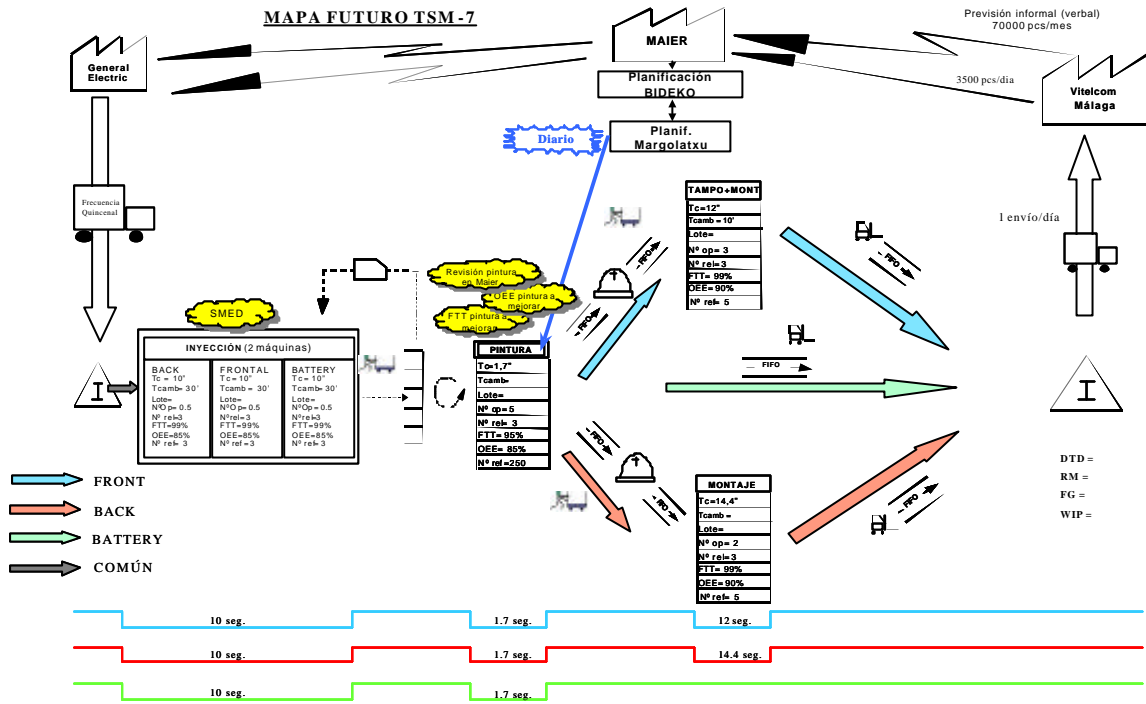 MAPA FUTURO TSM-7
Previsión informal (verbal)
70000 pcs/mes
General
Electric
MAIER
Planificación
BIDEKO
3500 pcs/dia
Vitelcom
Málaga
Diario
Planif.
Margolatxu
Frecuencia
Quincenal
1 envío/día
TAMPO+MONT
Tc=12"
Tcamb = 10'
Lote=
Nº op= 3
Nº rel=3
FTT= 99%
OEE= 90%
Nº ref= 5
FIFO
FIFO
FIFO
Revisión pintura
en Maier
OEE pintura a
mejorar
FTT pintura a
mejorar
SMED
INYECCIÓN (2 máquinas)
BACK
Tc = 10"
Tcamb= 30'
Lote=
NºOp= 0.5
Nº rel=3
FTT=99%
OEE=85%
Nº ref= 3
FRONTAL
Tc = 10"
Tcamb = 30'
Lote=
NºOp= 0.5
Nºrel=3
FTT=99%
OEE=85%
Nº ref=3
BATTERY
Tc = 10"
Tcamb= 30'
Lote=
NºOp= 0.5
Nº rel=3
FTT=99%
OEE=85%
Nº ref= 3
I
PINTURA
Tc=1,7"
Tcamb=
Lote=
Nº op=5
Nº rel= 3
FTT= 95%
OEE= 85%
Nº ref=250
FIFO
I
FIFO
FIFO
MONTAJE
Tc=14,4"
Tcamb =
Lote=
Nº op= 2
Nº rel=3
FTT= 99%
OEE= 90%
Nº ref= 5
DTD =
RM =
FG =
WIP =
FRONT
BACK
BATTERY
COMÚN
10 seg.
1.7 seg.
12 seg.
10 seg.
1.7 seg.
14.4 seg.
10 seg.
1.7 seg.